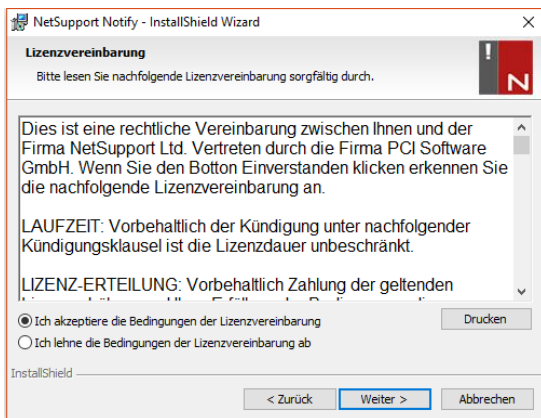 NetSupport Notify - InstallShield Wizard
Lizenzvereinbarung
Bitte lesen Sie nachfolgende Lizenzvereinbarung sorgfältig durch.
! N
Dies ist eine rechtliche Vereinbarung zwischen Ihnen und der
Firma NetSupport Ltd. Vertreten durch die Firma PCI Software
GmbH. Wenn Sie den Botton Einverstanden klicken erkennen Sie
die nachfolgende Lizenzvereinbarung an.
LAUFZEIT: Vorbehaltlich der Kündigung unter nachfolgender
Kündigungsklausel ist die Lizenzdauer unbeschränkt.
LIZENZ-ERTEILUNG: Vorbehaltlich Zahlung der geltenden
Ich akzeptiere die Bedingungen der Lizenzvereinbarung
Drucken
Ich lehne die Bedingungen der Lizenzvereinbarung ab
InstallShield
< Zurück Weiter > Abbrechen